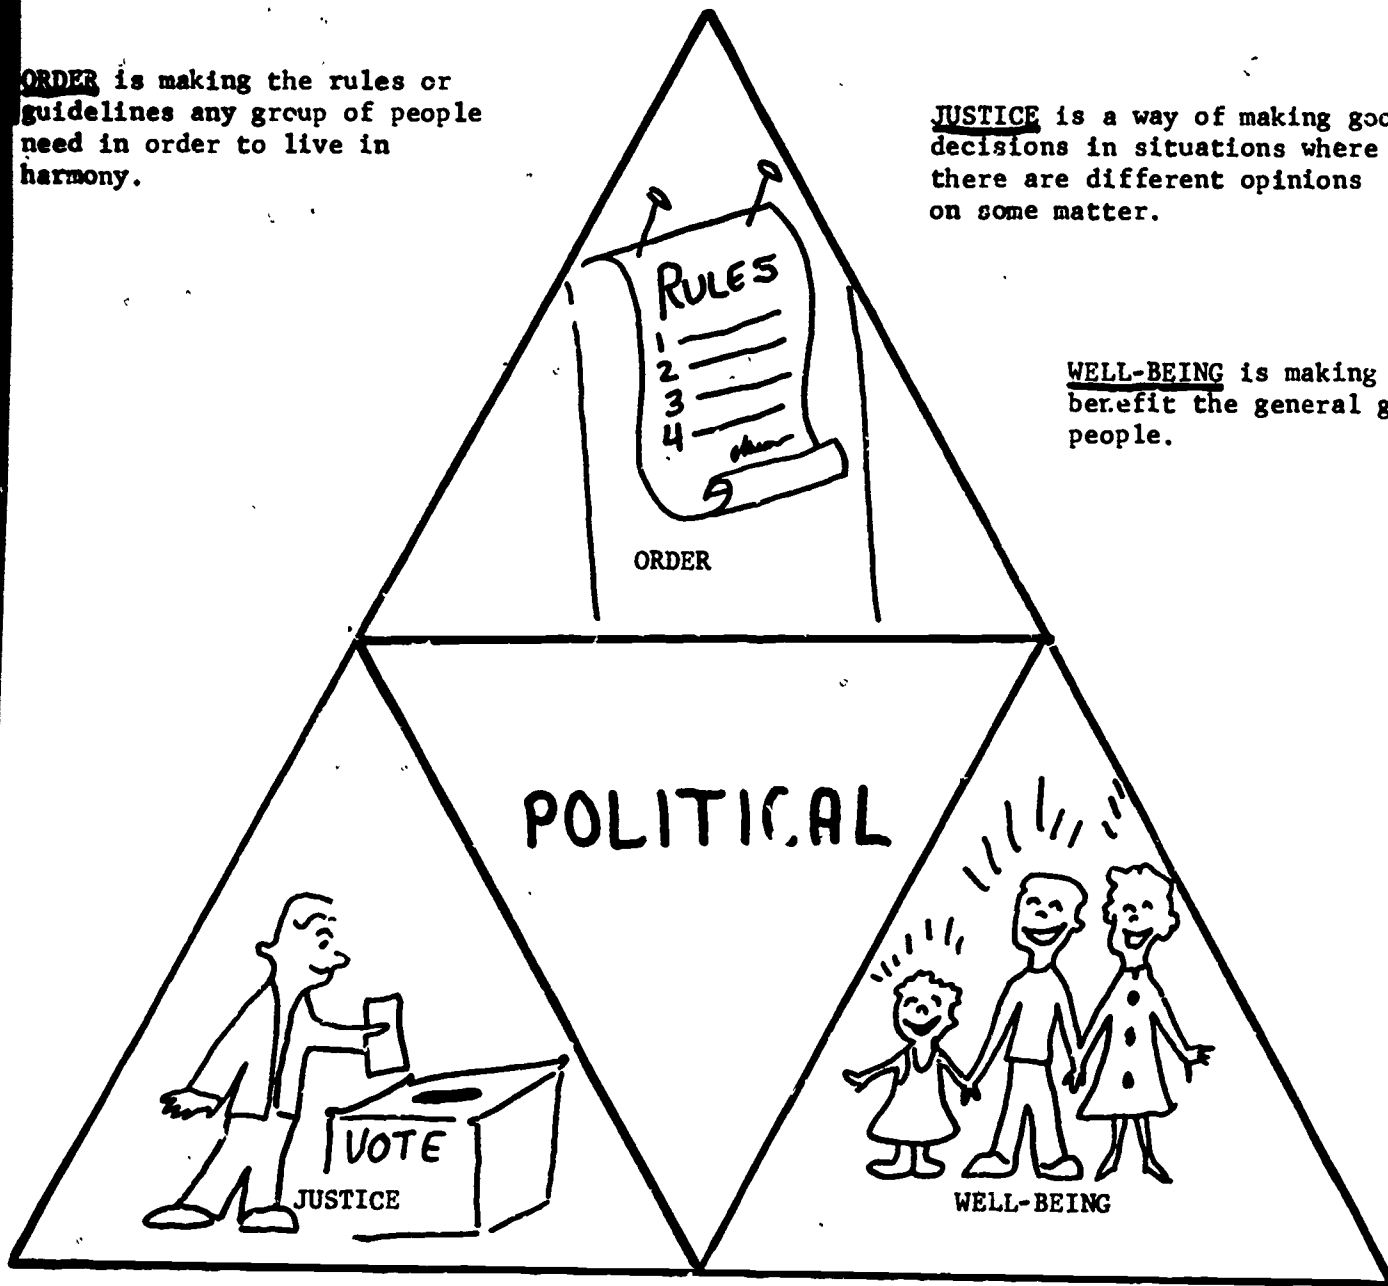 ORDER is making the rules or
guidelines any group of people
need in order to live in
harmony.
JUSTICE is a way of making
decisions in situations where
there are different opinions
on some matter.
WELL-BEING is making
benefit the general
people.
RULES
1
2
3
4
ORDER
POLITICAL
VOTE
JUSTICE
WELL-BEING